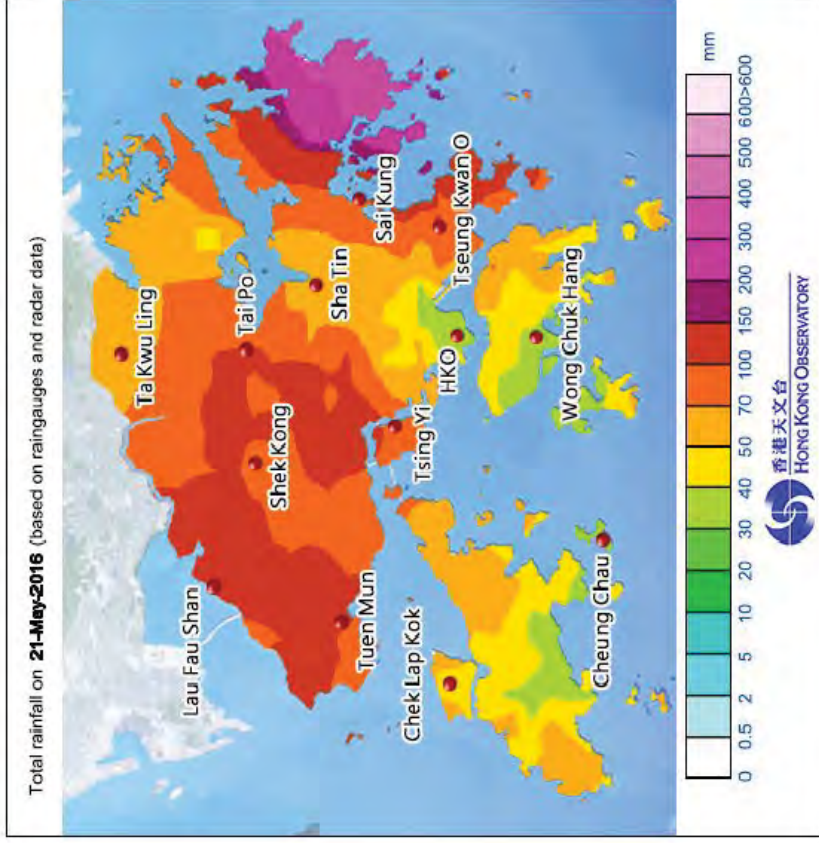 Total rainfall on 21-May-2016 (based on raingauges and radar data)
Ta Kwu Ling
Lau Fau Shan
Tai Po
Shek Kong
Sha Tin
Sai Kung
Tuen Mun
Tsing Yi
Tseung Kwan O
HKO
Chek Lap Kok
Wong Chuk Hang
Cheung Chau
mm
0 0.5 2 5 10 20 30 40 50 70 100 150 200 300 400 500 600>600
香港天文台
HONG KONG OBSERVATORY